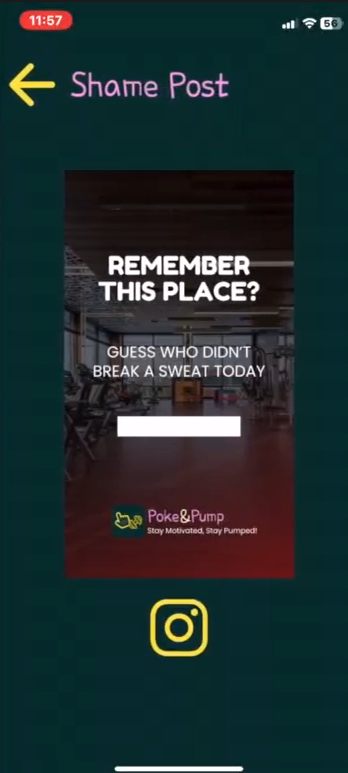 11:57
56
Shame Post
REMEMBER
THIS PLACE?
GUESS WHO DIDN'T
BREAK A SWEAT TODAY
Poke&Pump
Stay Motivated, Stay Pumped!